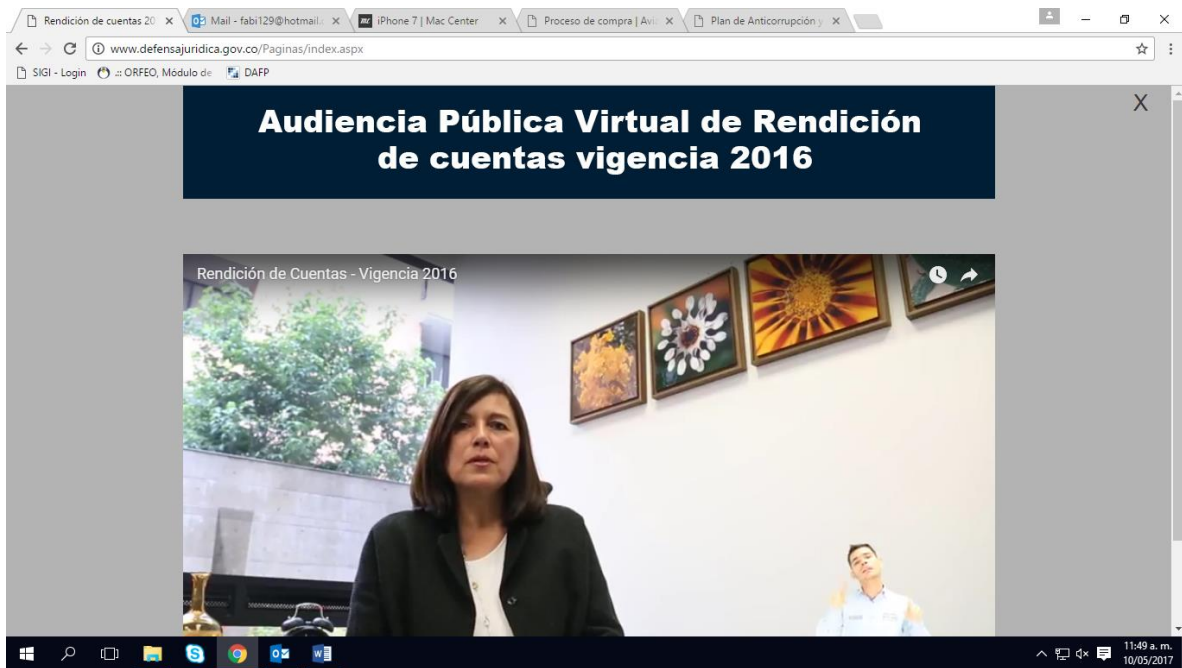 Rendición de cuentas 20
Mail - fabi129@hotmail.
iPhone 7 | Mac Center
Proceso de compra | Avia
Plan de Anticorrupción y
www.defensajuridica.gov.co/Paginas/index.aspx
SIGI - Login
.:: ORFEO, Módulo de
DAFP
X
Audiencia Pública Virtual de Rendición
de cuentas vigencia 2016
Rendición de Cuentas - Vigencia 2016
11:49 a. m.
10/05/2017